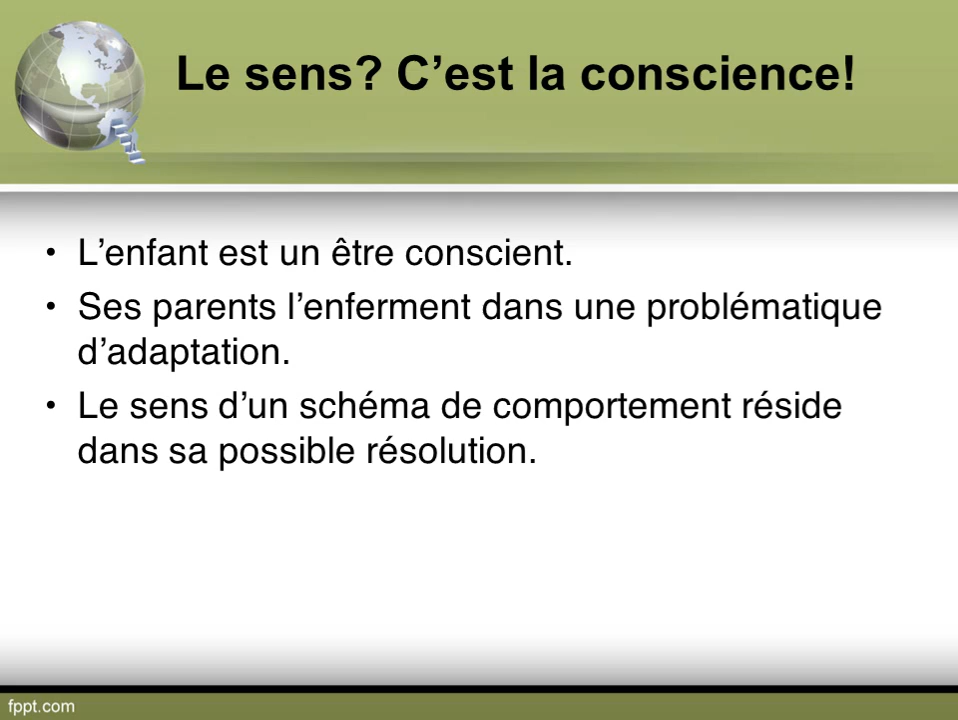 Le sens? C’est la conscience!
• L’enfant est un être conscient.
• Ses parents l’enferment dans une problématique
d’adaptation.
• Le sens d’un schéma de comportement réside
dans sa possible résolution.
fppt.com